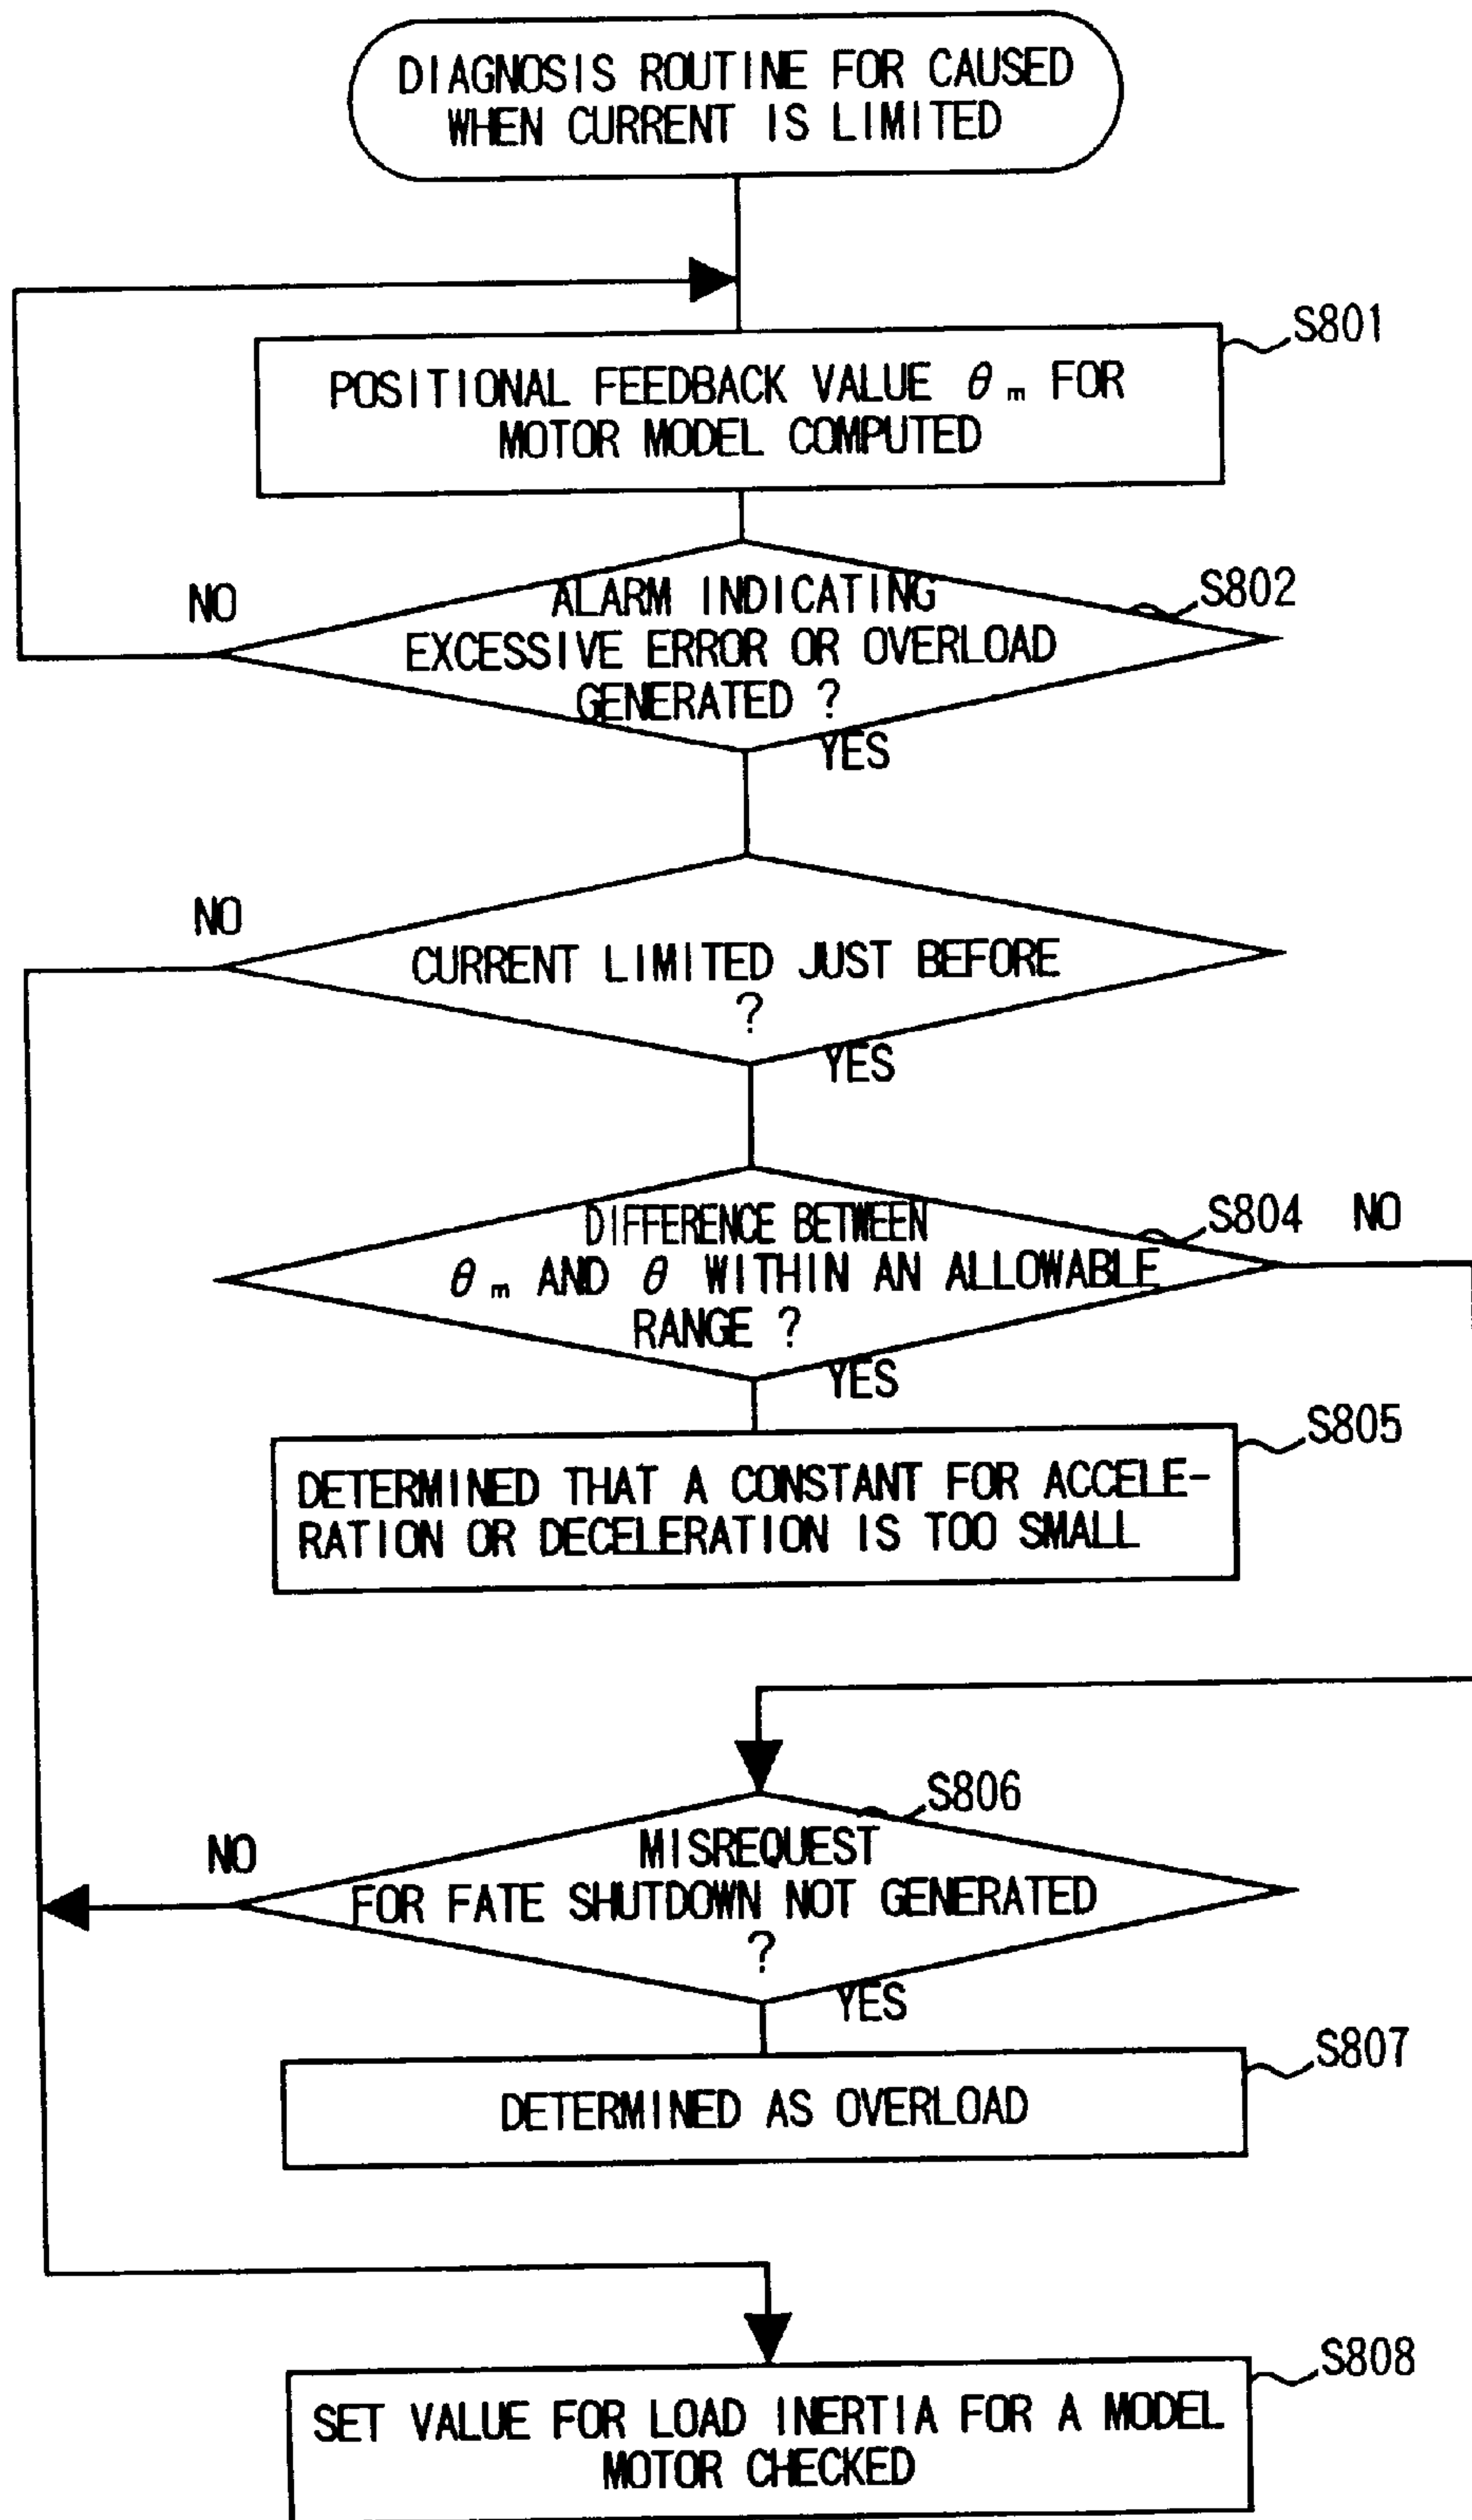 DIAGNOSIS ROUTINE FOR CAUSED
WHEN CURRENT IS LIMITED
S801
POSITIONAL FEEDBACK VALUE θm FOR
MOTOR MODEL COMPUTED
NO
S802
ALARM INDICATING
EXCESSIVE ERROR OR OVERLOAD
GENERATED ?
YES
NO
CURRENT LIMITED JUST BEFORE
?
YES
S804
NO
DIFFERENCE BETWEEN
θm AND θ WITHIN AN ALLOWABLE
RANGE ?
YES
S805
DETERMINED THAT A CONSTANT FOR ACCELE-
RATION OR DECELERATION IS TOO SMALL
S806
NO
MISREQUEST
FOR FATE SHUTDOWN NOT GENERATED
?
YES
S807
DETERMINED AS OVERLOAD
S808
SET VALUE FOR LOAD INERTIA FOR A MODEL
MOTOR CHECKED